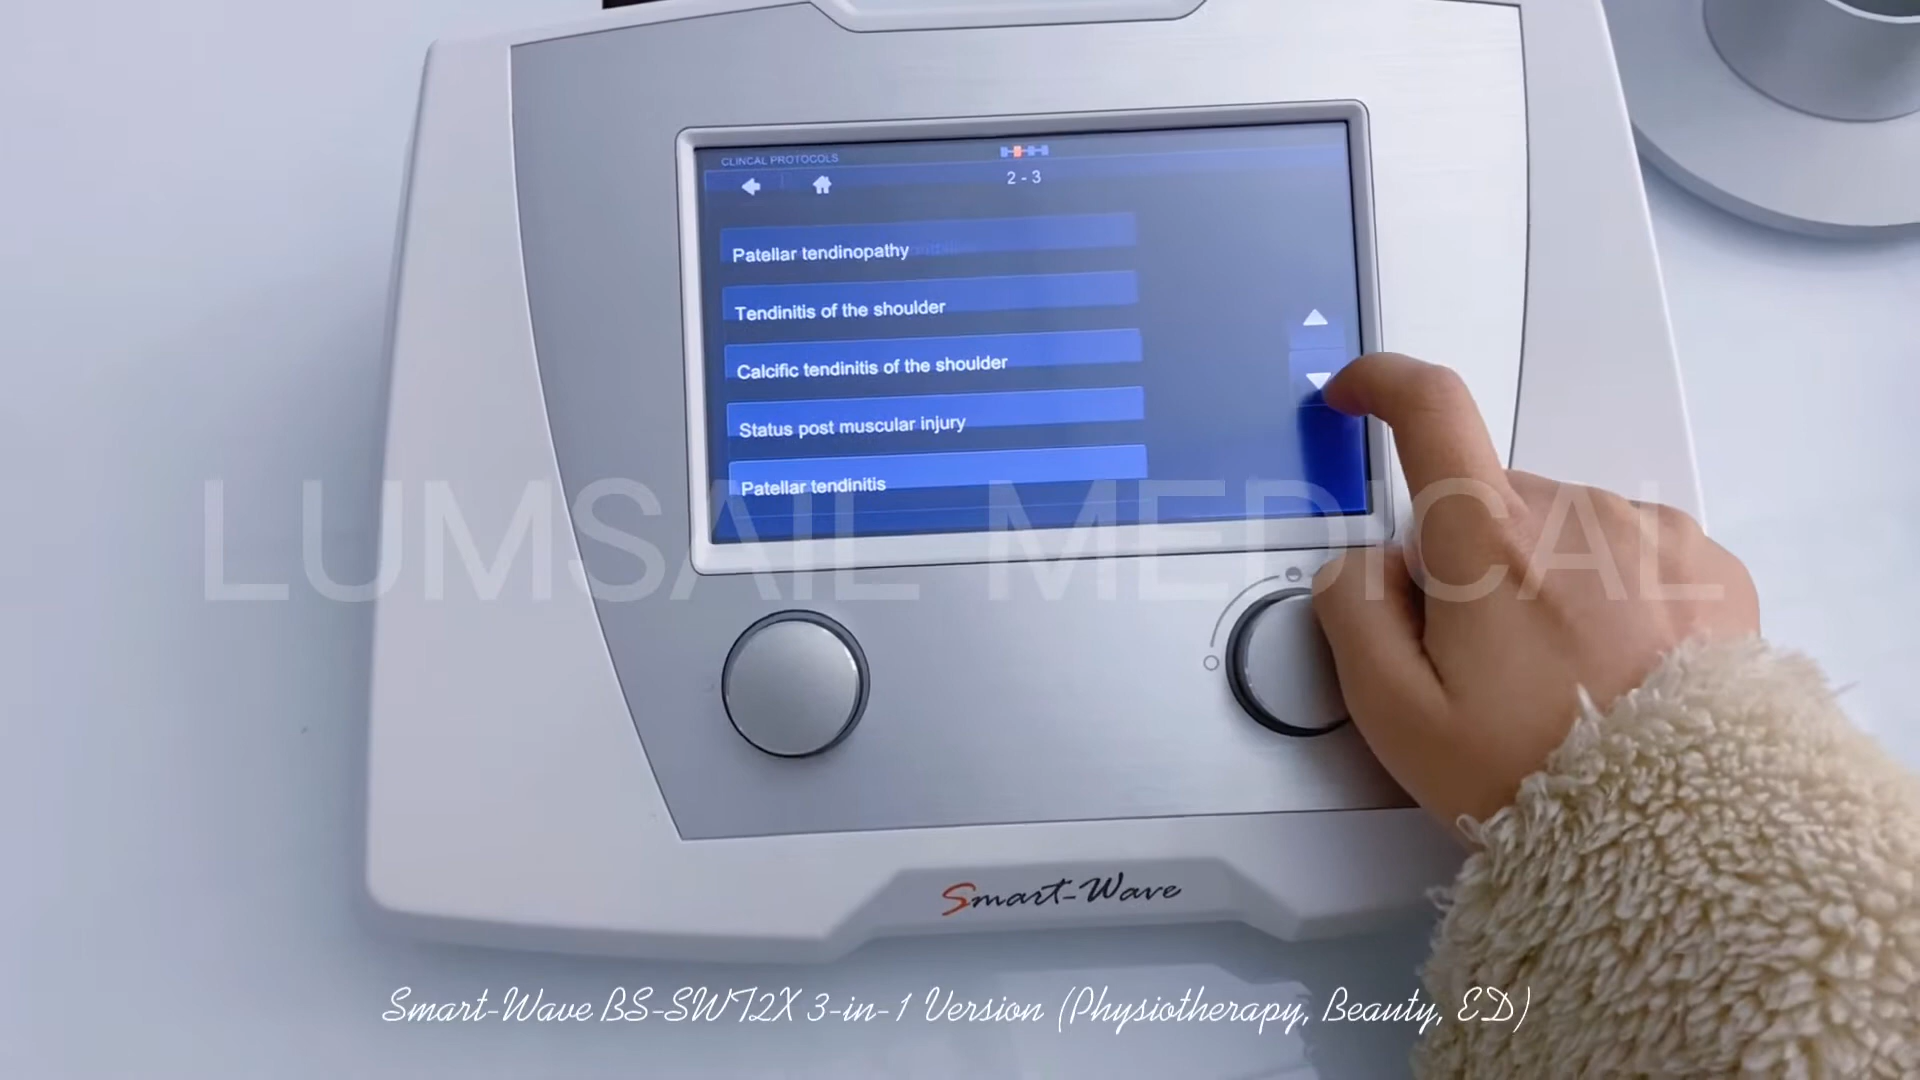 CLINCAL PROTOCOLS
2 - 3
Patellar tendinopathy
Tendinitis of the shoulder
Calcific tendinitis of the shoulder
Status post muscular injury
Patellar tendinitis
LUMSAIL MEDICAL
Smart-Wave
Smart-Wave BS-SWT2X 3-in-1 Version (Physiotherapy, Beauty, ED)